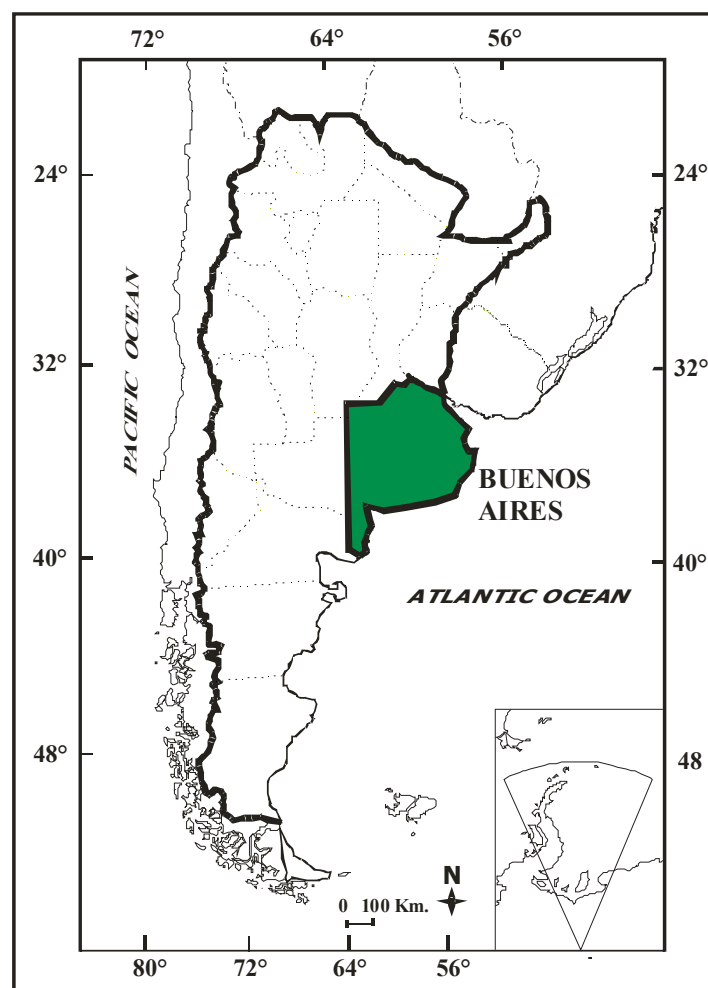 72° 64° 56°
24° 24°
PACIFIC OCEAN
32° 32°
BUENOS
AIRES
40° 40°
ATLANTIC OCEAN
48° 48
N
0 100 Km.
80° 72° 64° 56°